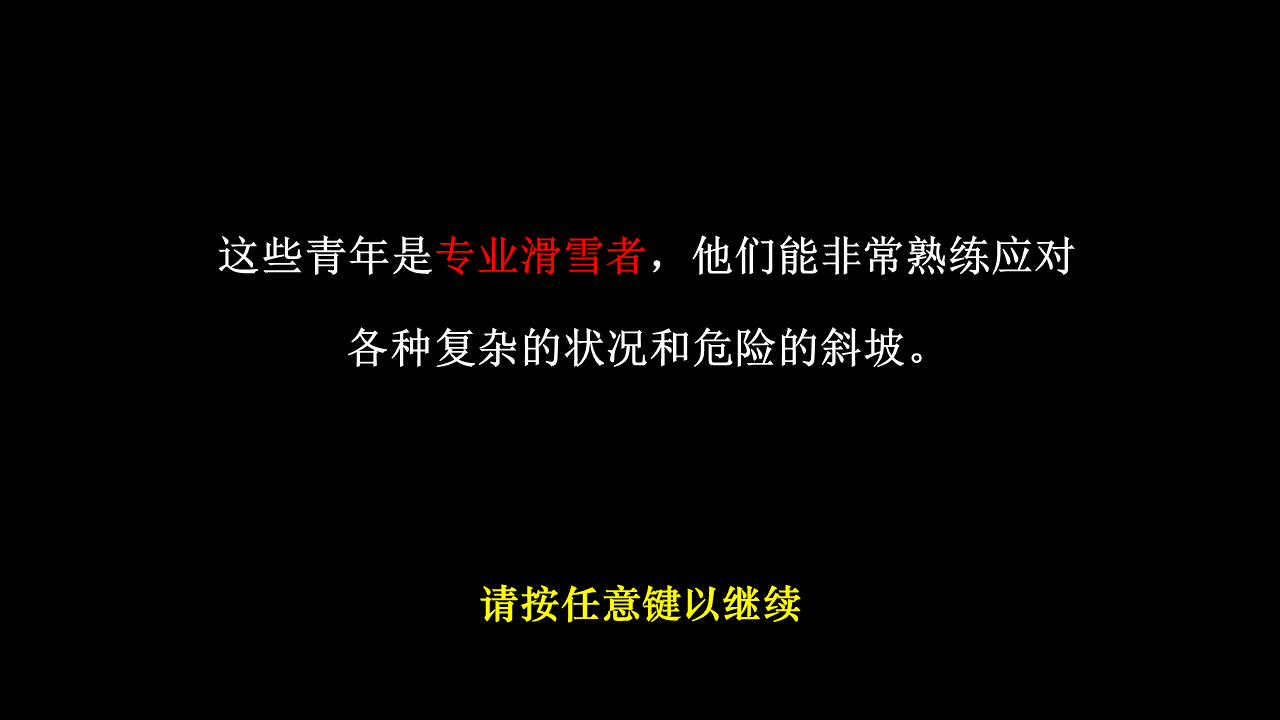 这些青年是专业滑雪者，他们能非常熟练应对
各种复杂的状况和危险的斜坡。
请按任意键以继续